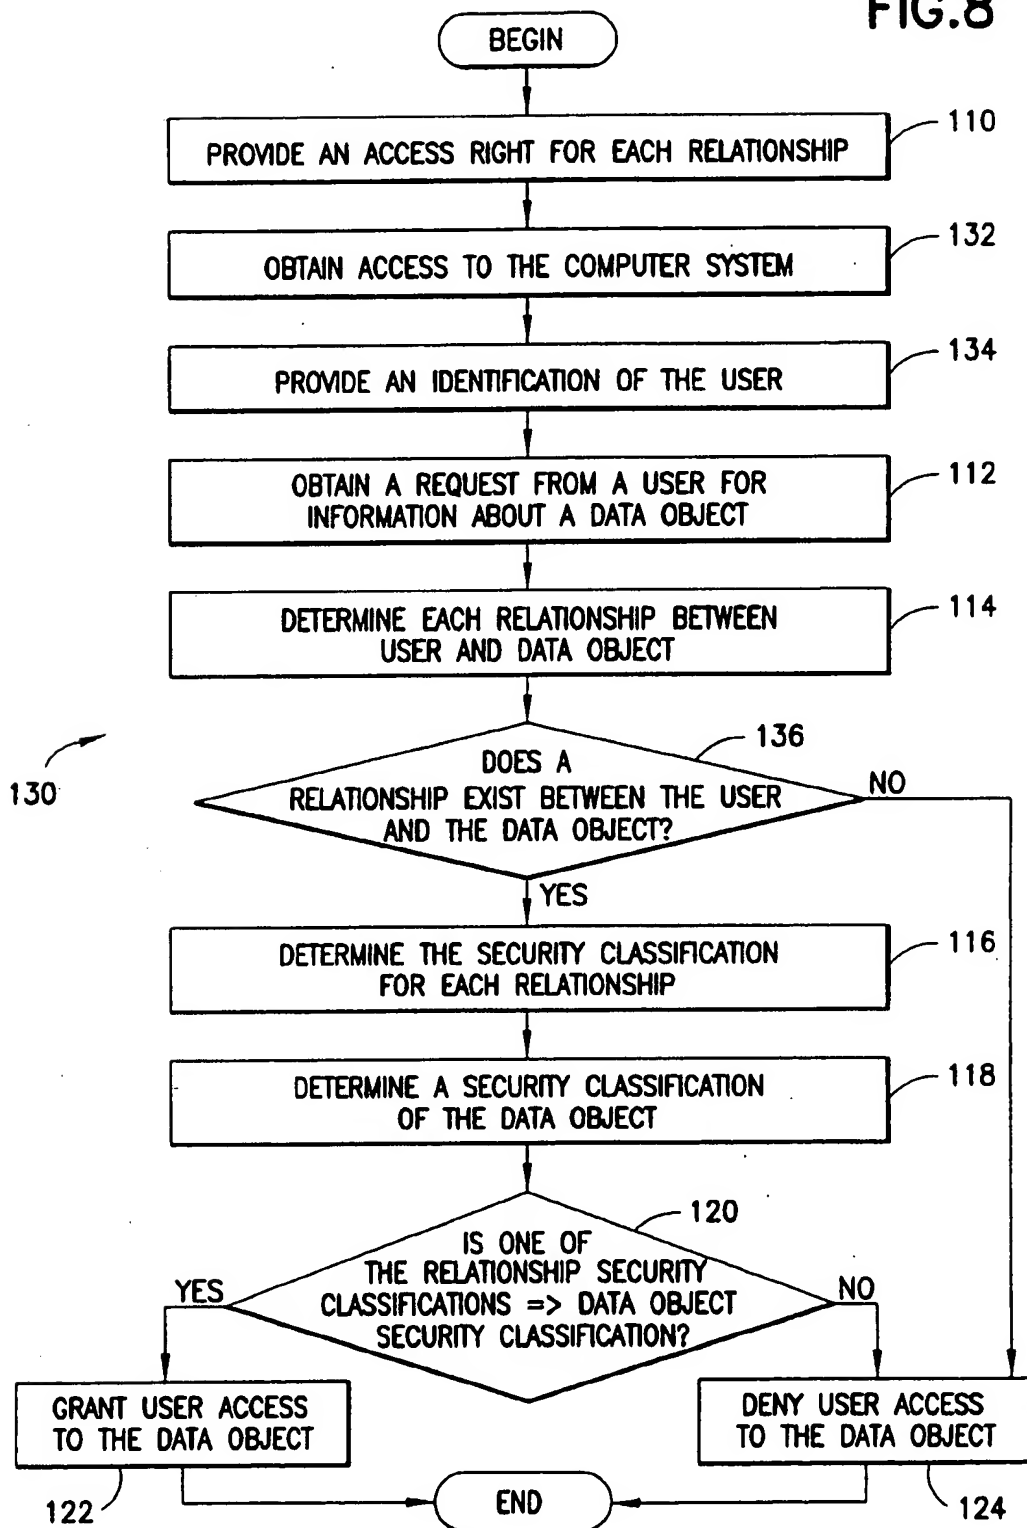 FIG.8
BEGIN
110
PROVIDE AN ACCESS RIGHT FOR EACH RELATIONSHIP
132
OBTAIN ACCESS TO THE COMPUTER SYSTEM
134
PROVIDE AN IDENTIFICATION OF THE USER
112
OBTAIN A REQUEST FROM A USER FOR
INFORMATION ABOUT A DATA OBJECT
114
DETERMINE EACH RELATIONSHIP BETWEEN
USER AND DATA OBJECT
130
136
DOES A
RELATIONSHIP EXIST BETWEEN THE USER
AND THE DATA OBJECT?
NO
YES
116
DETERMINE THE SECURITY CLASSIFICATION
FOR EACH RELATIONSHIP
118
DETERMINE A SECURITY CLASSIFICATION
OF THE DATA OBJECT
120
IS ONE OF
THE RELATIONSHIP SECURITY
CLASSIFICATIONS => DATA OBJECT
SECURITY CLASSIFICATION?
YES
NO
GRANT USER ACCESS
TO THE DATA OBJECT
122
DENY USER ACCESS
TO THE DATA OBJECT
124
END